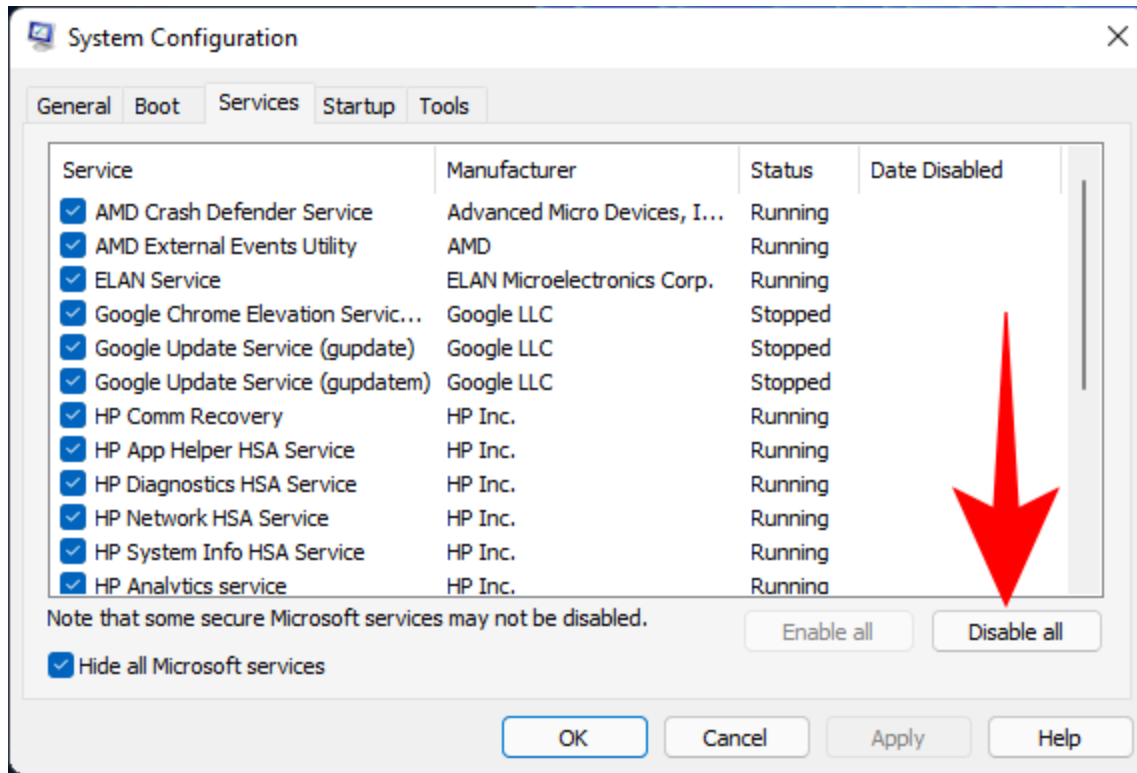 System Configuration
General Boot Services Startup Tools
Service Manufacturer Status Date Disabled
AMD Crash Defender Service Advanced Micro Devices, I... Running
AMD External Events Utility AMD Running
ELAN Service ELAN Microelectronics Corp. Running
Google Chrome Elevation Servic... Google LLC Stopped
Google Update Service (gupdate) Google LLC Stopped
Google Update Service (gupdatem) Google LLC Stopped
HP Comm Recovery HP Inc. Running
HP App Helper HSA Service HP Inc. Running
HP Diagnostics HSA Service HP Inc. Running
HP Network HSA Service HP Inc. Running
HP System Info HSA Service HP Inc. Running
HP Analytics service HP Inc. Running
Note that some secure Microsoft services may not be disabled.
Enable all Disable all
Hide all Microsoft services
OK Cancel Apply Help